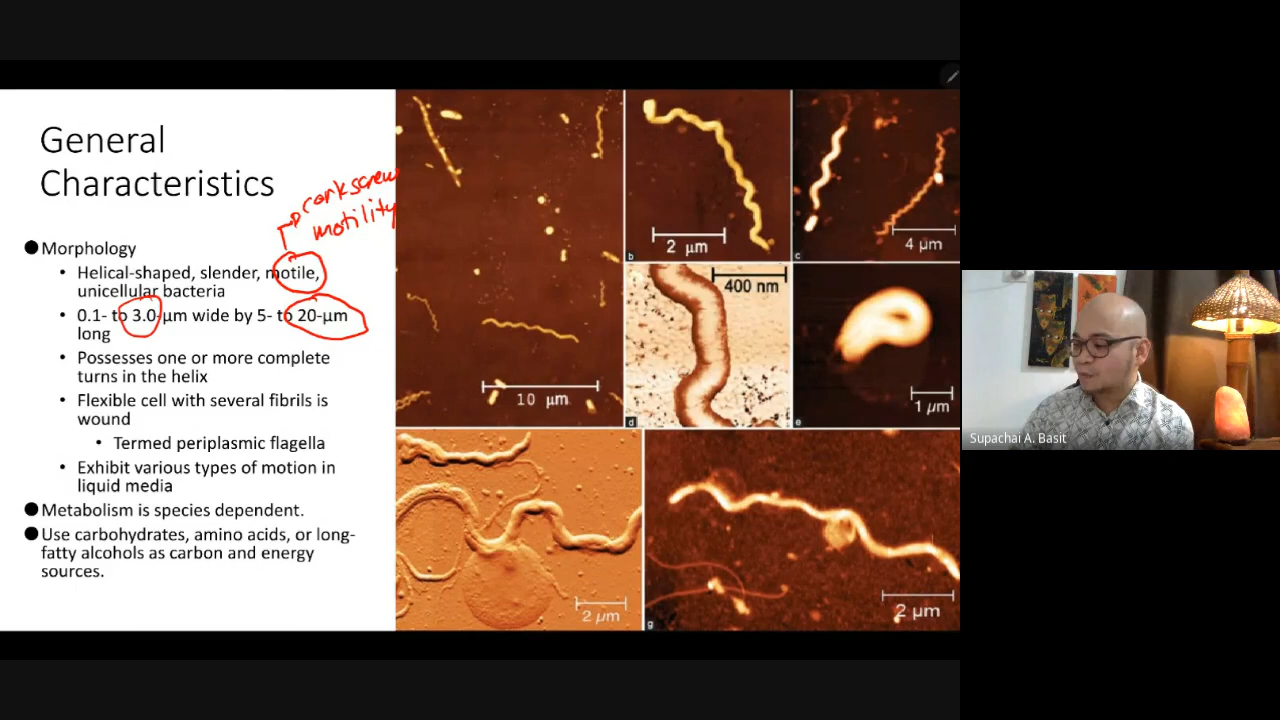 General
Characteristics
corkscrew
motility
● Morphology
• Helical-shaped, slender, motile,
unicellular bacteria
• 0.1- to 3.0-µm wide by 5- to 20-µm
long
• Possesses one or more complete
turns in the helix
• Flexible cell with several fibrils is
wound
• Termed periplasmic flagella
• Exhibit various types of motion in
liquid media
● Metabolism is species dependent.
● Use carbohydrates, amino acids, or long-
fatty alcohols as carbon and energy
sources.
10 µm
2 µm
b
4 µm
c
400 nm
d
1 µm
e
2 µm
2 µm
g
Supachai A. Basit